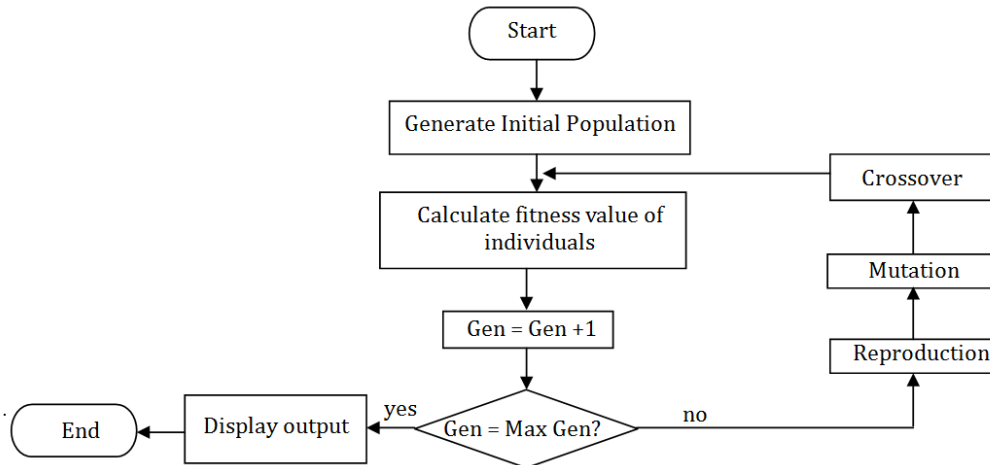 Start
Generate Initial Population
Crossover
Calculate fitness value of
individuals
Mutation
Gen = Gen +1
Reproduction
yes
no
End
Display output
Gen = Max Gen?